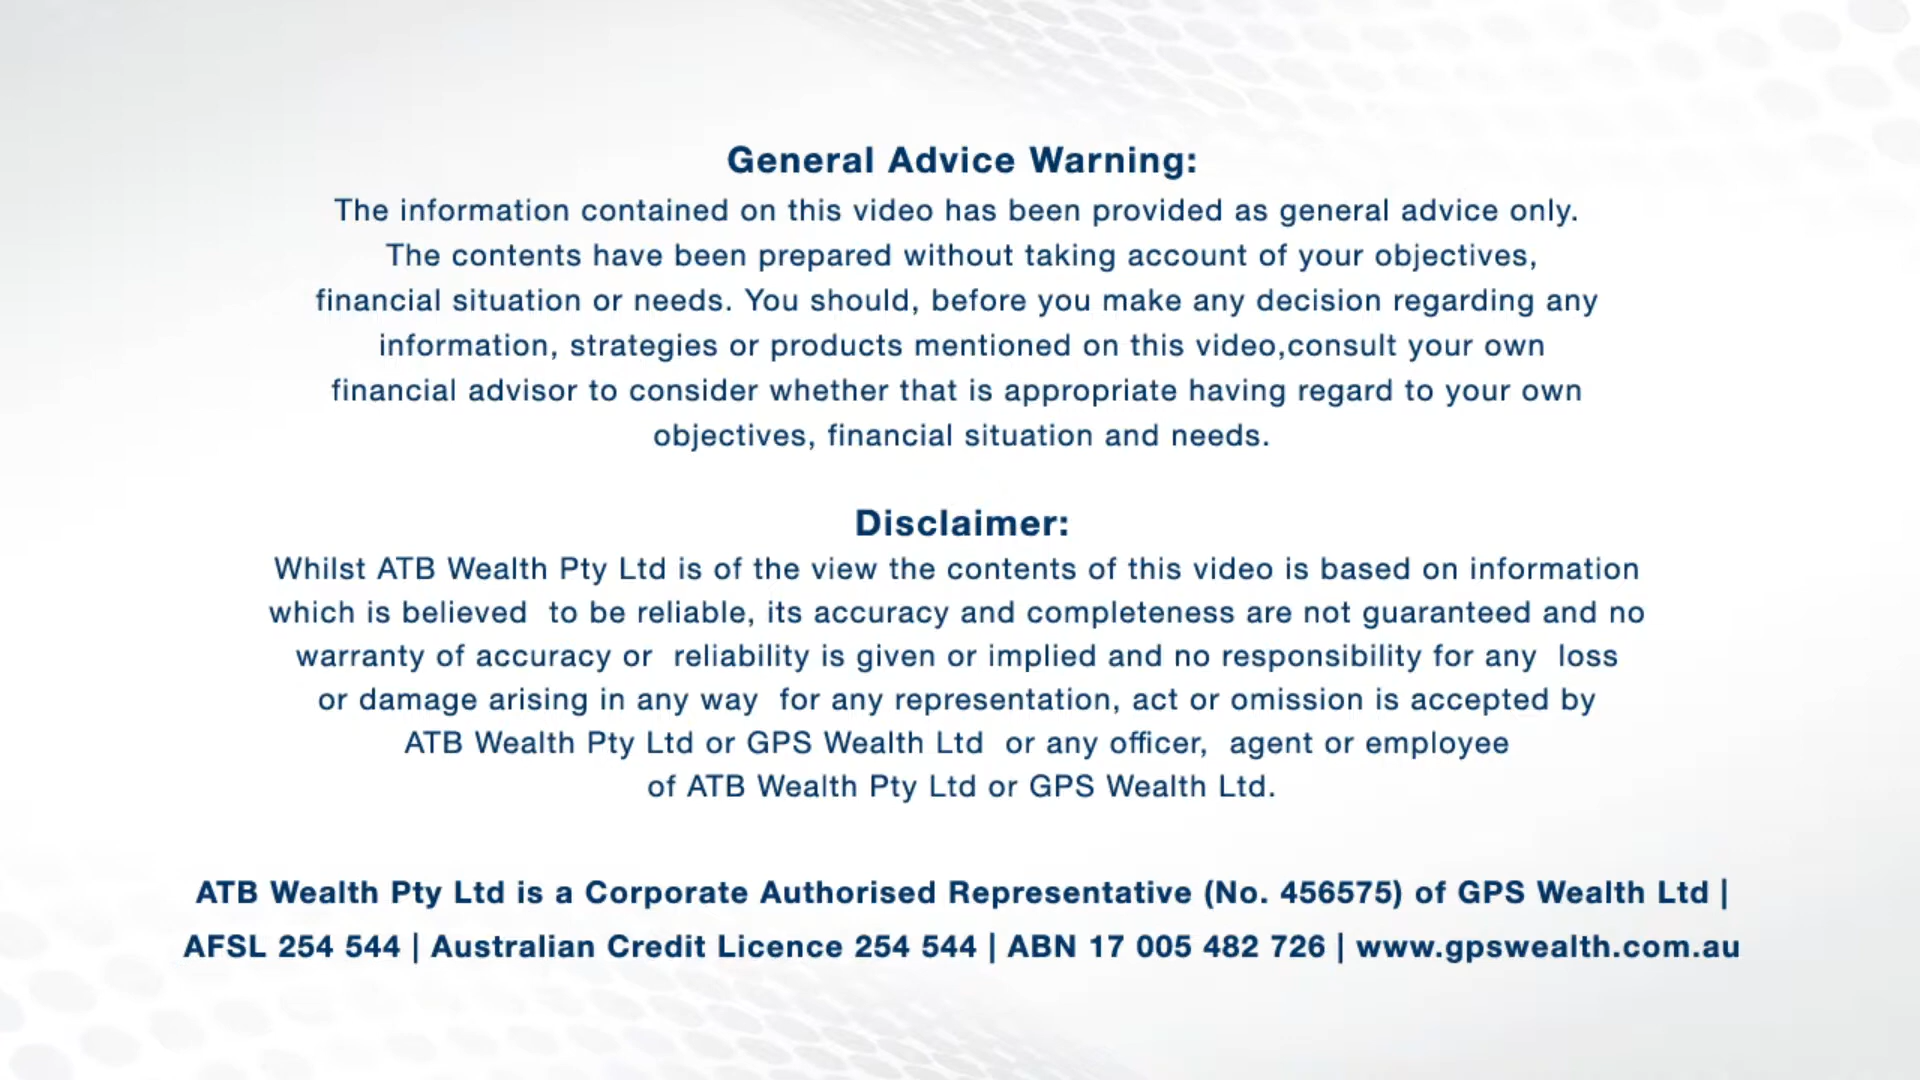 General Advice Warning:
The information contained on this video has been provided as general advice only.
The contents have been prepared without taking account of your objectives,
financial situation or needs. You should, before you make any decision regarding any
information, strategies or products mentioned on this video,consult your own
financial advisor to consider whether that is appropriate having regard to your own
objectives, financial situation and needs.
Disclaimer:
Whilst ATB Wealth Pty Ltd is of the view the contents of this video is based on information
which is believed  to be reliable, its accuracy and completeness are not guaranteed and no
warranty of accuracy or  reliability is given or implied and no responsibility for any  loss
or damage arising in any way  for any representation, act or omission is accepted by
ATB Wealth Pty Ltd or GPS Wealth Ltd  or any officer,  agent or employee
of ATB Wealth Pty Ltd or GPS Wealth Ltd.
ATB Wealth Pty Ltd is a Corporate Authorised Representative (No. 456575) of GPS Wealth Ltd |
AFSL 254 544 | Australian Credit Licence 254 544 | ABN 17 005 482 726 | www.gpswealth.com.au